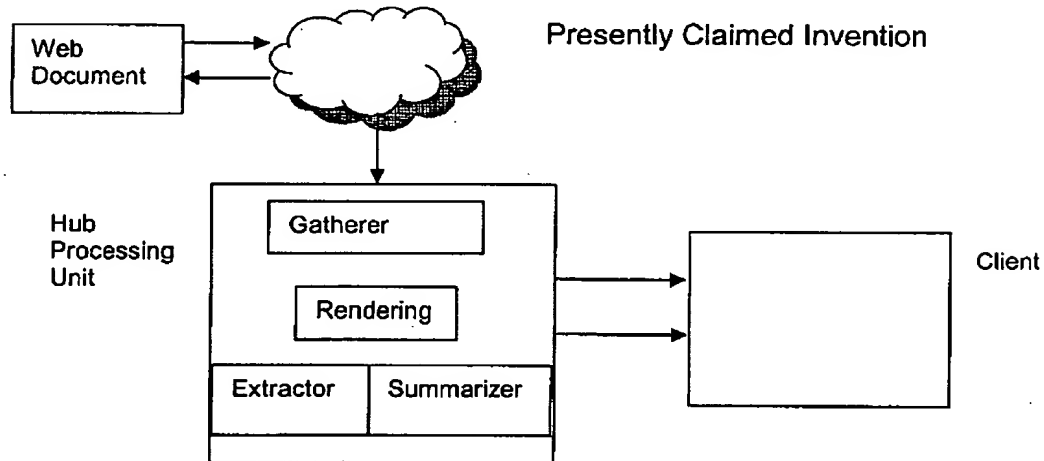 Web
Document
Presently Claimed Invention
Hub
Processing
Unit
Gatherer
Rendering
Extractor
Summarizer
Client